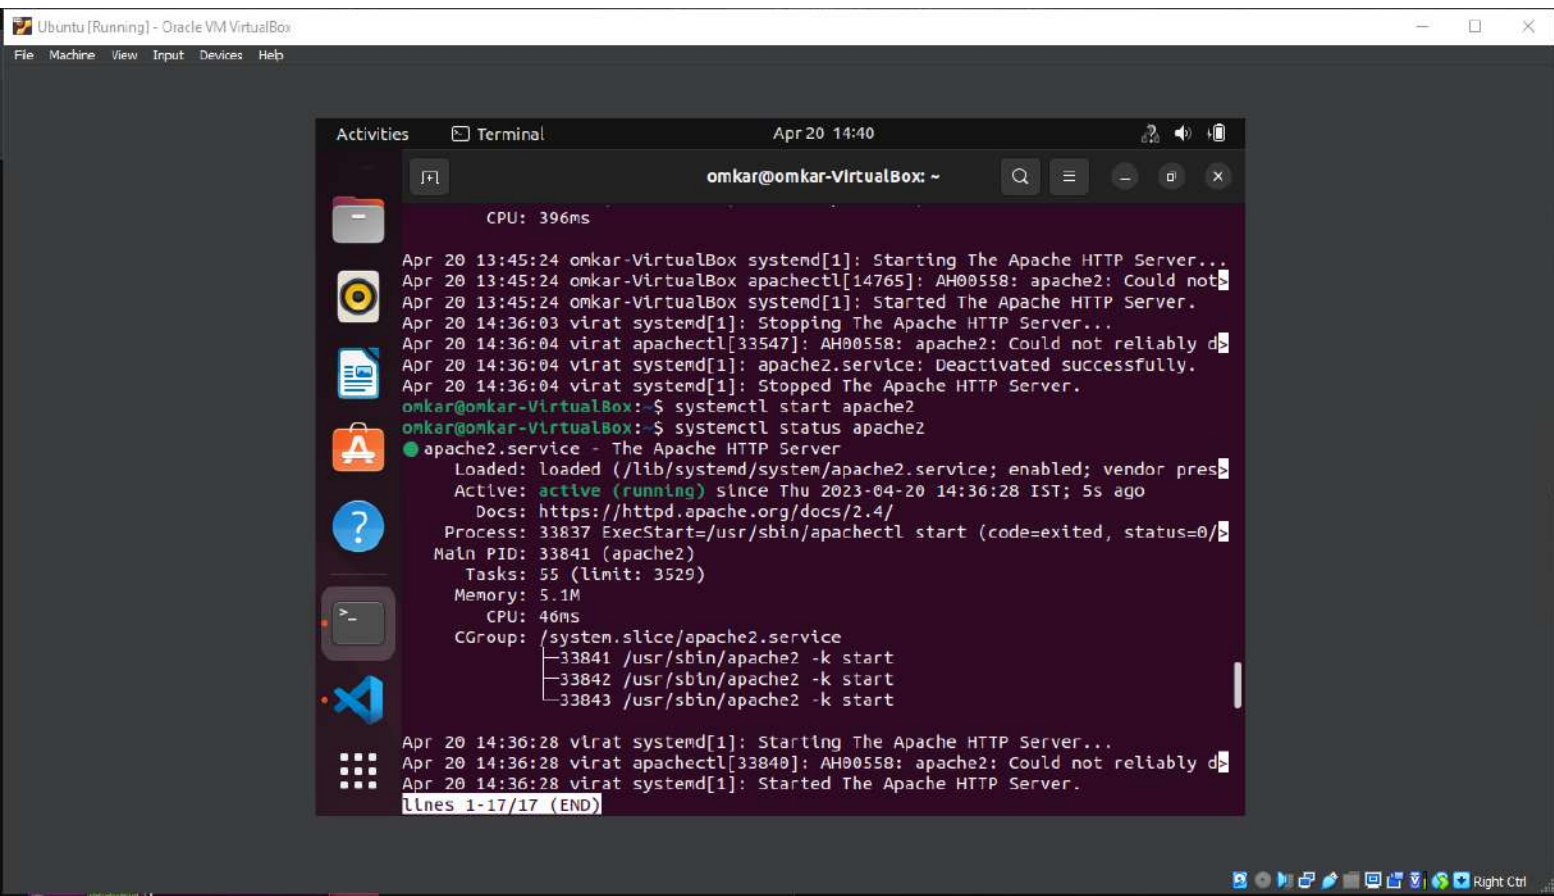 Ubuntu [Running] - Oracle VM VirtualBox
File Machine View Input Devices Help
Activities Terminal Apr 20 14:40
omkar@omkar-VirtualBox: ~
CPU: 396ms
Apr 20 13:45:24 omkar-VirtualBox systemd[1]: Starting The Apache HTTP Server...
Apr 20 13:45:24 omkar-VirtualBox apachectl[14765]: AH00558: apache2: Could not>
Apr 20 13:45:24 omkar-VirtualBox systemd[1]: Started The Apache HTTP Server.
Apr 20 14:36:03 virat systemd[1]: Stopping The Apache HTTP Server...
Apr 20 14:36:04 virat apachectl[33547]: AH00558: apache2: Could not reliably d>
Apr 20 14:36:04 virat systemd[1]: apache2.service: Deactivated successfully.
Apr 20 14:36:04 virat systemd[1]: Stopped The Apache HTTP Server.
omkar@omkar-VirtualBox:~$ systemctl start apache2
omkar@omkar-VirtualBox:~$ systemctl status apache2
● apache2.service - The Apache HTTP Server
Loaded: loaded (/lib/systemd/system/apache2.service; enabled; vendor pres>
Active: active (running) since Thu 2023-04-20 14:36:28 IST; 5s ago
Docs: https://httpd.apache.org/docs/2.4/
Process: 33837 ExecStart=/usr/sbin/apachectl start (code=exited, status=0/>
Main PID: 33841 (apache2)
Tasks: 55 (limit: 3529)
Memory: 5.1M
CPU: 46ms
CGroup: /system.slice/apache2.service
├─33841 /usr/sbin/apache2 -k start
├─33842 /usr/sbin/apache2 -k start
└─33843 /usr/sbin/apache2 -k start
Apr 20 14:36:28 virat systemd[1]: Starting The Apache HTTP Server...
Apr 20 14:36:28 virat apachectl[33840]: AH00558: apache2: Could not reliably d>
Apr 20 14:36:28 virat systemd[1]: Started The Apache HTTP Server.
lines 1-17/17 (END)
Right Ctrl